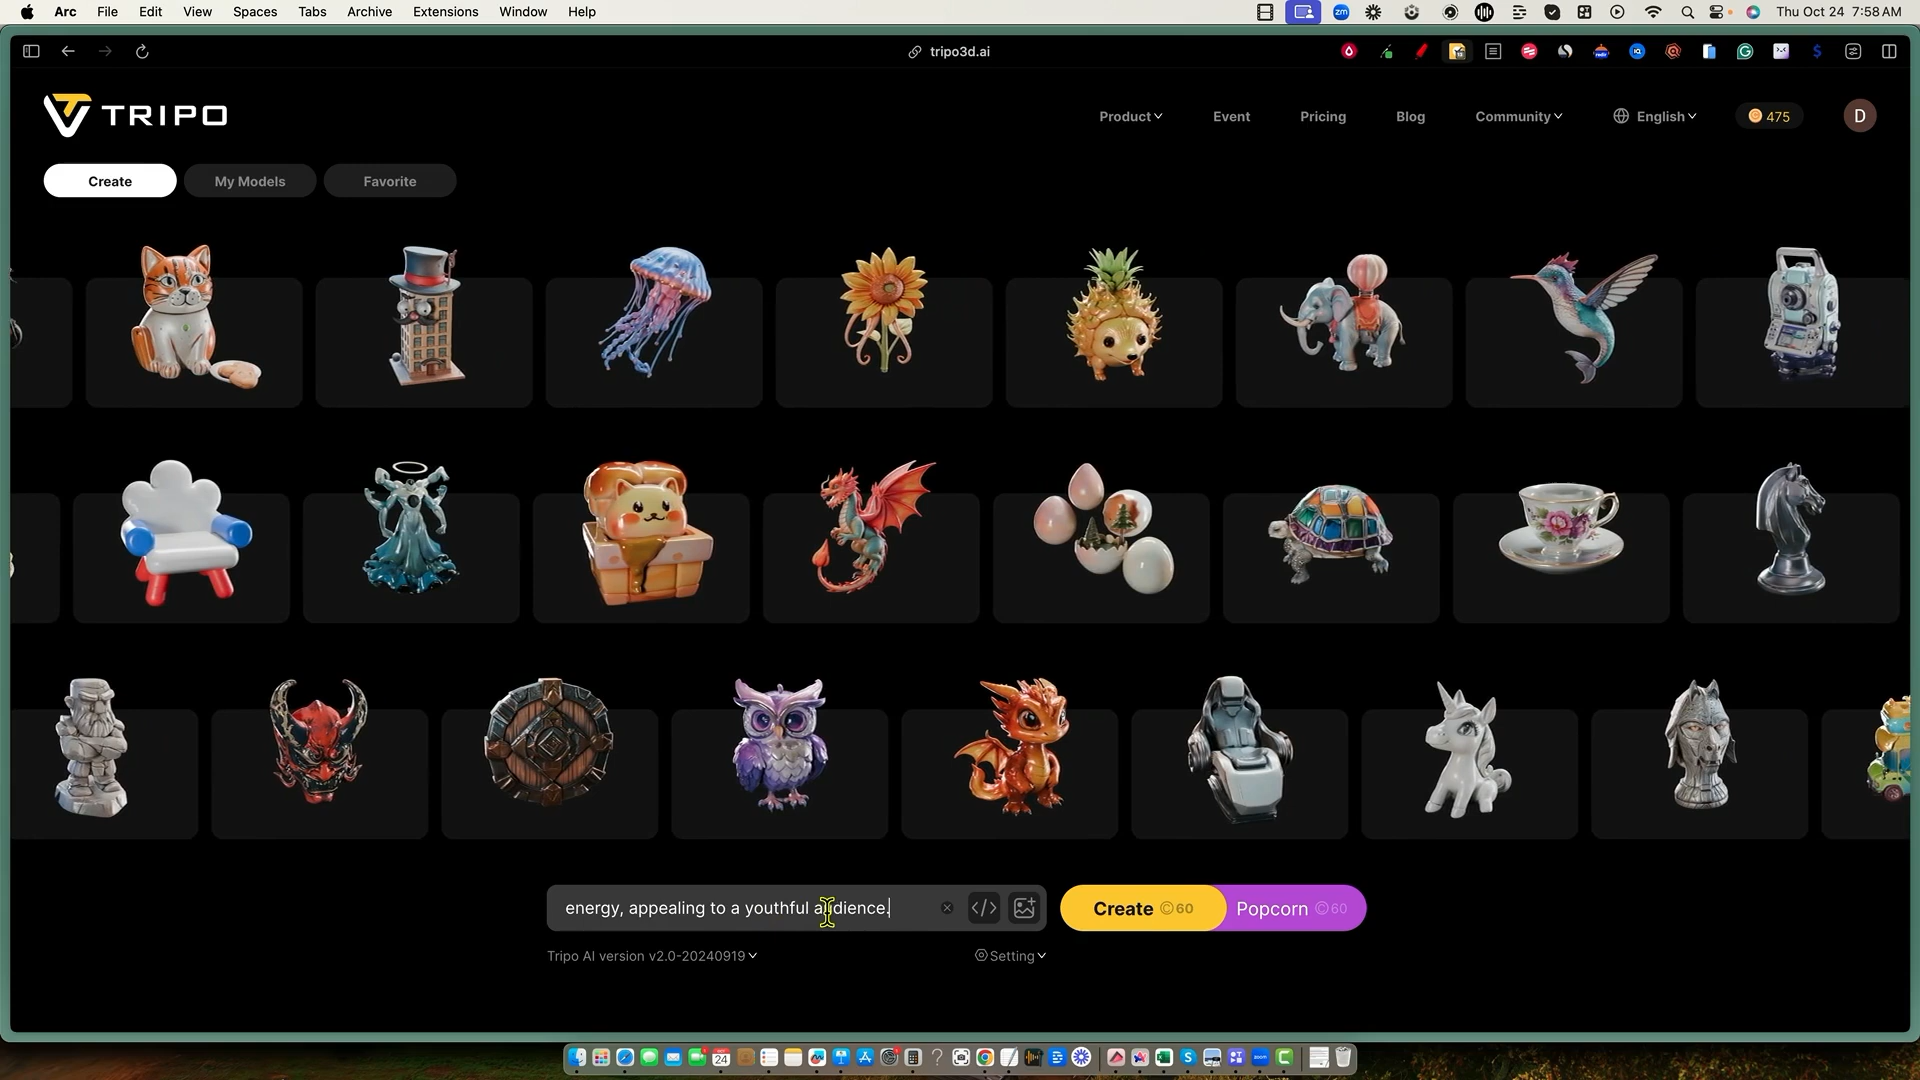 Arc File Edit View Spaces Tabs Archive Extensions Window Help Thu Oct 24 7:58 AM
tripo3d.ai
TRIPO Product Event Pricing Blog Community English 475 D
Create My Models Favorite
energy, appealing to a youthful audience. Create 60 Popcorn 60
Tripo AI version v2.0-20240919 Setting